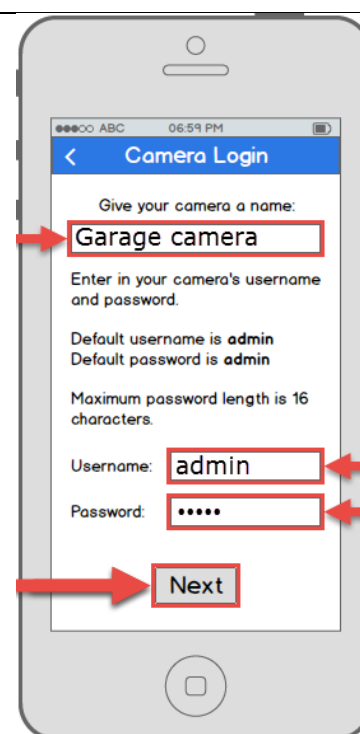 ABC 06:59 PM
< Camera Login
Give your camera a name:
Garage camera
Enter in your camera's username
and password.
Default username is admin
Default password is admin
Maximum password length is 16
characters.
Username: admin
Password: •••••
Next